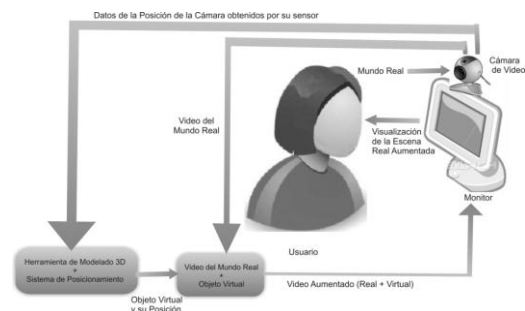 Datos de la Posición de la Cámara obtenidos por su sensor
Cámara
de Video
Mundo Real
Video del
Mundo Real
Visualización
de la Escena
Real Aumentada
Monitor
Usuario
Herramienta de Modelado 3D
+
Sistema de Posicionamiento
Video del Mundo Real
+
Objeto Virtual
Objeto Virtual
y su Posición
Video Aumentado (Real + Virtual)